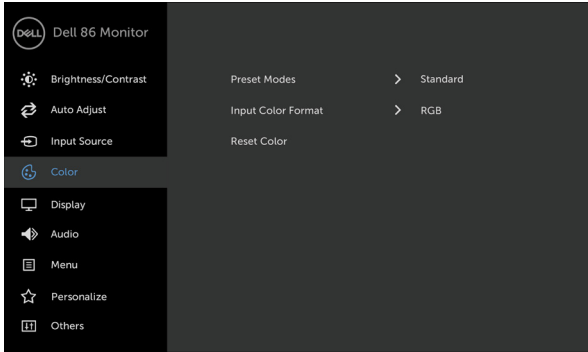 DELL Dell 86 Monitor
Brightness/Contrast
Auto Adjust
Input Source
Color
Display
Audio
Menu
Personalize
Others
Preset Modes > Standard
Input Color Format > RGB
Reset Color